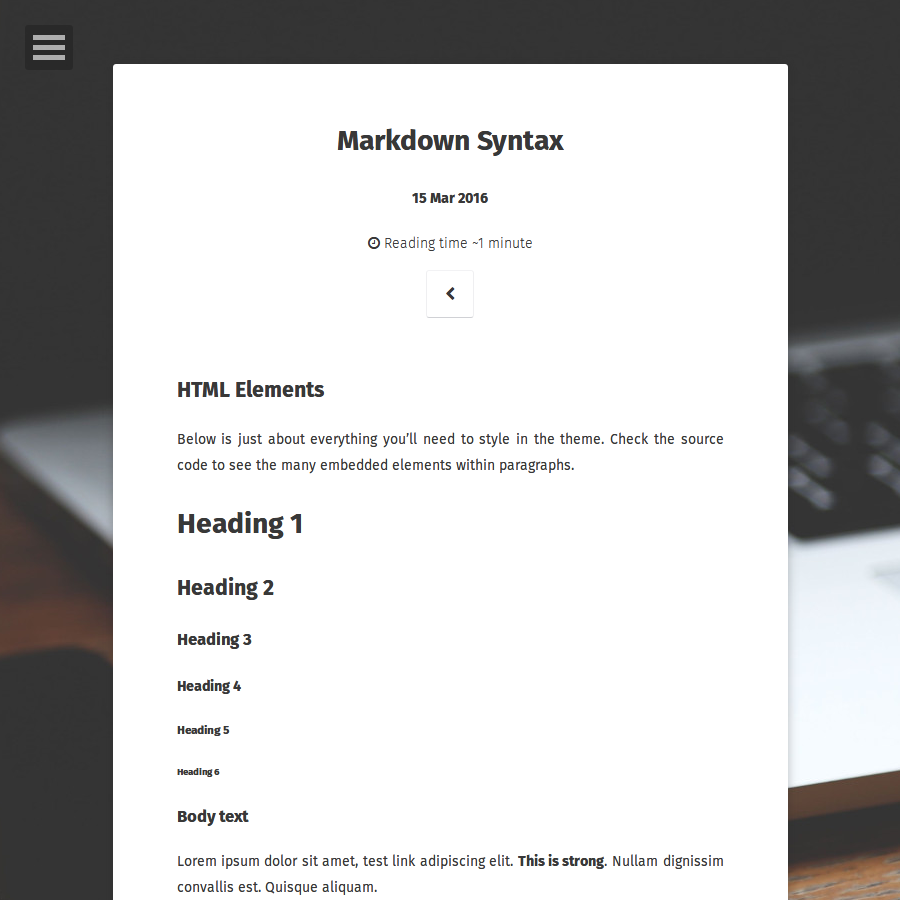 Markdown Syntax
15 Mar 2016
Reading time ~1 minute
HTML Elements
Below is just about everything you’ll need to style in the theme. Check the source
code to see the many embedded elements within paragraphs.
Heading 1
Heading 2
Heading 3
Heading 4
Heading 5
Heading 6
Body text
Lorem ipsum dolor sit amet, test link adipiscing elit. This is strong. Nullam dignissim
convallis est. Quisque aliquam.